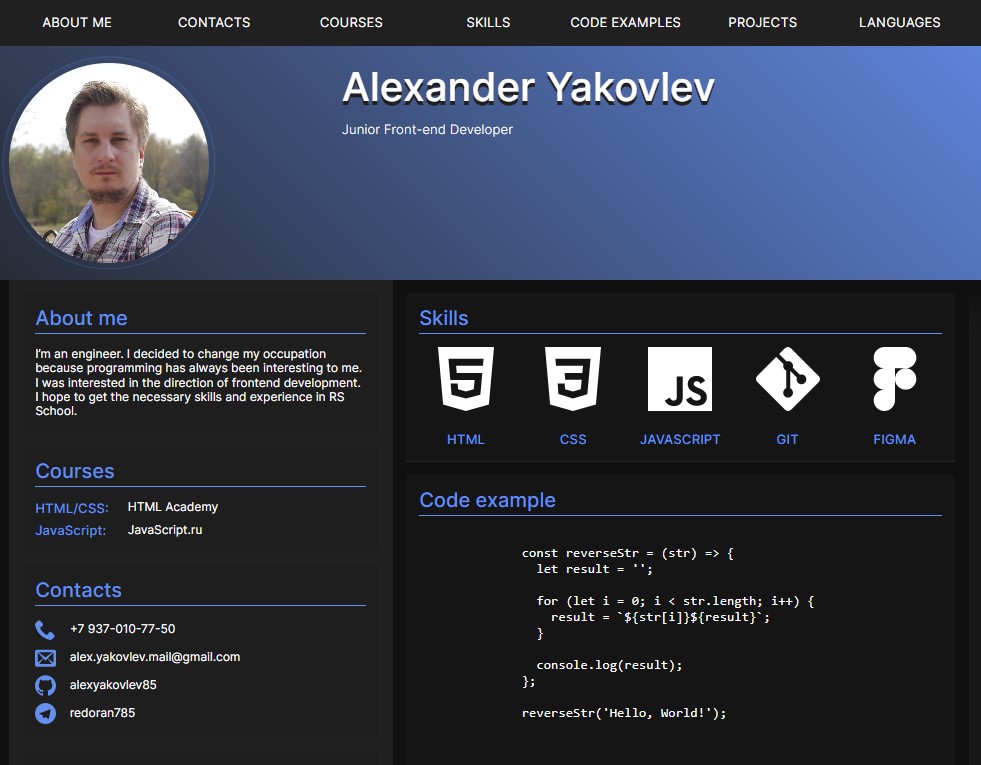 ABOUT ME
CONTACTS
COURSES
SKILLS
CODE EXAMPLES
PROJECTS
LANGUAGES
Alexander Yakovlev
Junior Front-end Developer
About me
I'm an engineer. I decided to change my occupation
because programming has always been interesting to me.
I was interested in the direction of frontend development.
I hope to get the necessary skills and experience in RS
School.
Courses
HTML/CSS: HTML Academy
JavaScript: JavaScript.ru
Contacts
+7 937-010-77-50
alex.yakovlev.mail@gmail.com
alexyakovlev85
redoran785
Skills
5
3
JS
HTML
CSS
JAVASCRIPT
GIT
FIGMA
Code example
const reverseStr = (str) => {
  let result = '';
  for (let i = 0; i < str.length; i++) {
    result = `${str[i]}${result}`;
  }
  console.log(result);
};
reverseStr('Hello, World!');